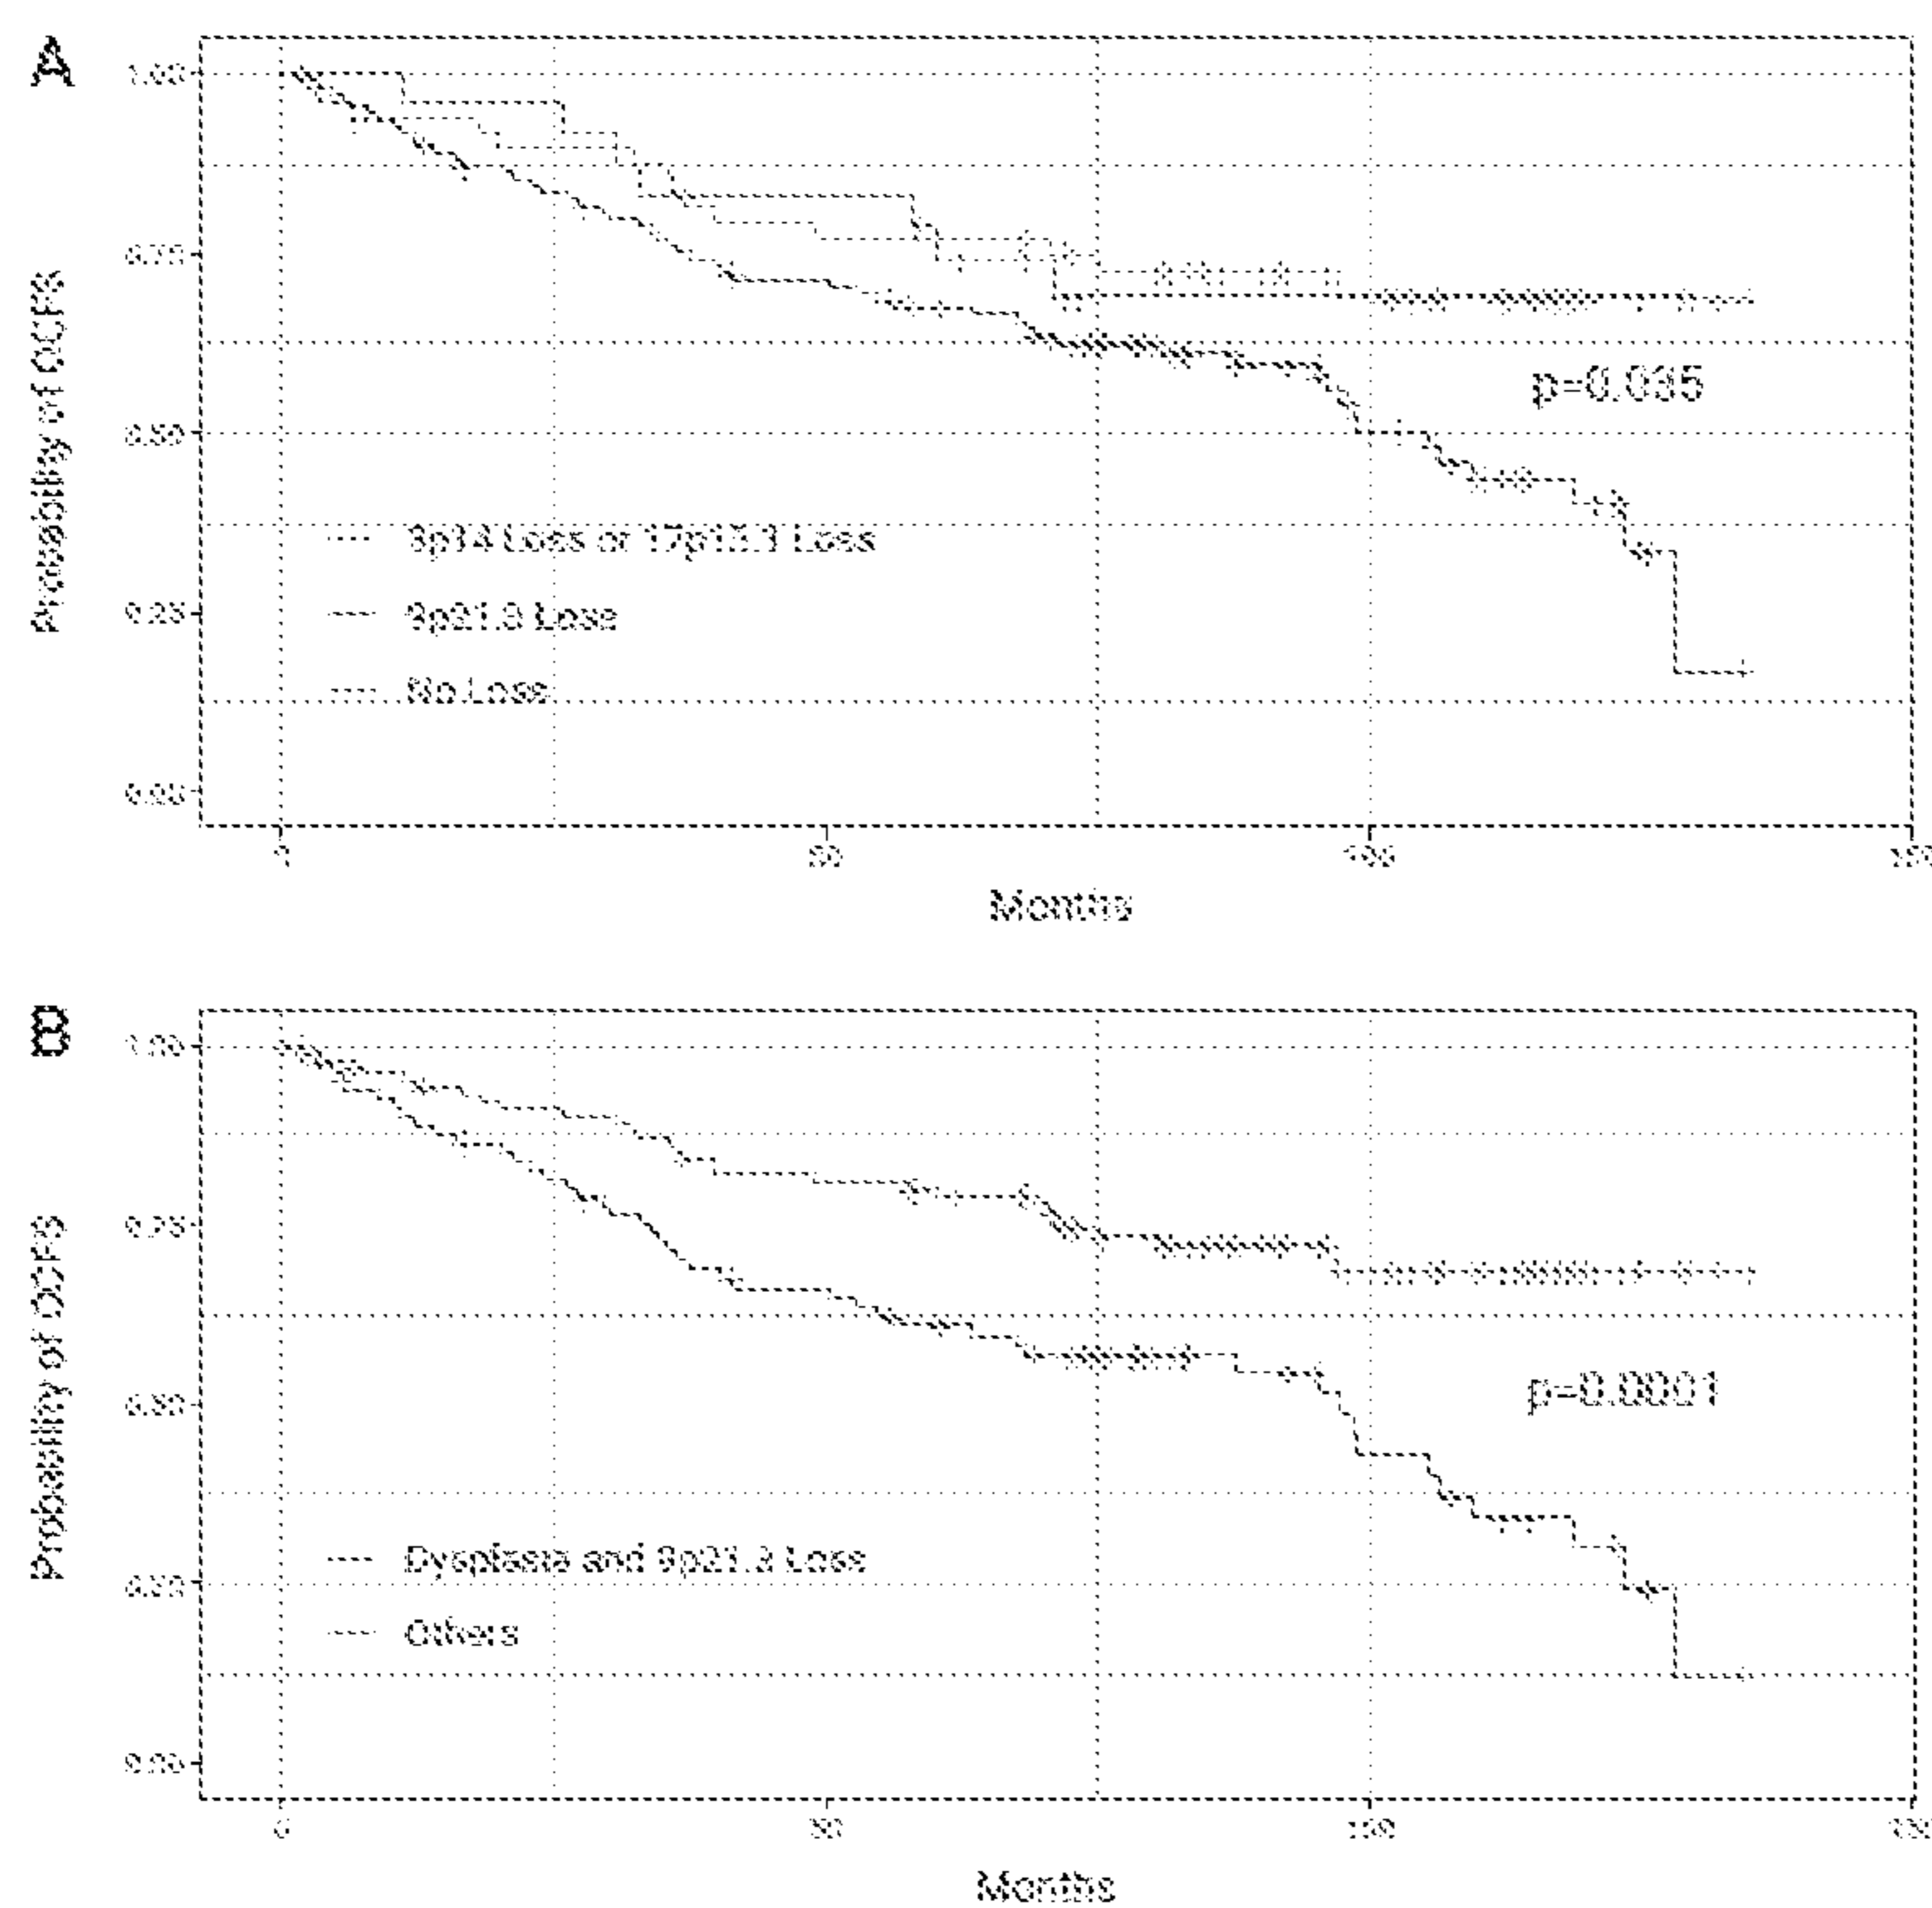 A
1.00
0.75
0.50
0.25
0.00
Probability of OCFS
p=0.035
3p14 Loss or 17p13.1 Loss
9p21.3 Loss
No Loss
0
50
100
Months
B
1.00
0.75
0.50
0.25
0.00
Probability of OCFS
p=0.0001
Dysplasia and 9p21.3 Loss
Others
0
50
100
Months